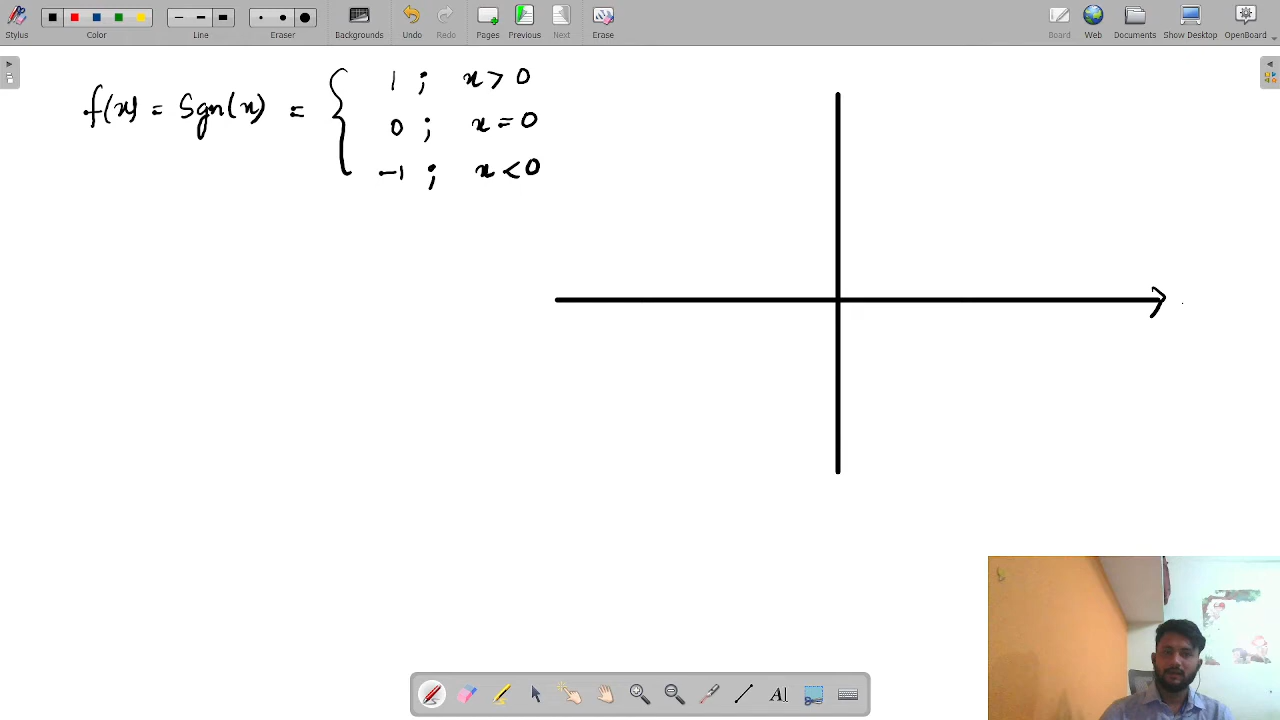 Stylus Color Line Eraser Backgrounds Undo Redo Pages Previous Next Erase Board Web Documents Show Desktop OpenBoard
f(x) = Sgn(x) = { 1 ; x > 0
0 ; x = 0
-1 ; x < 0